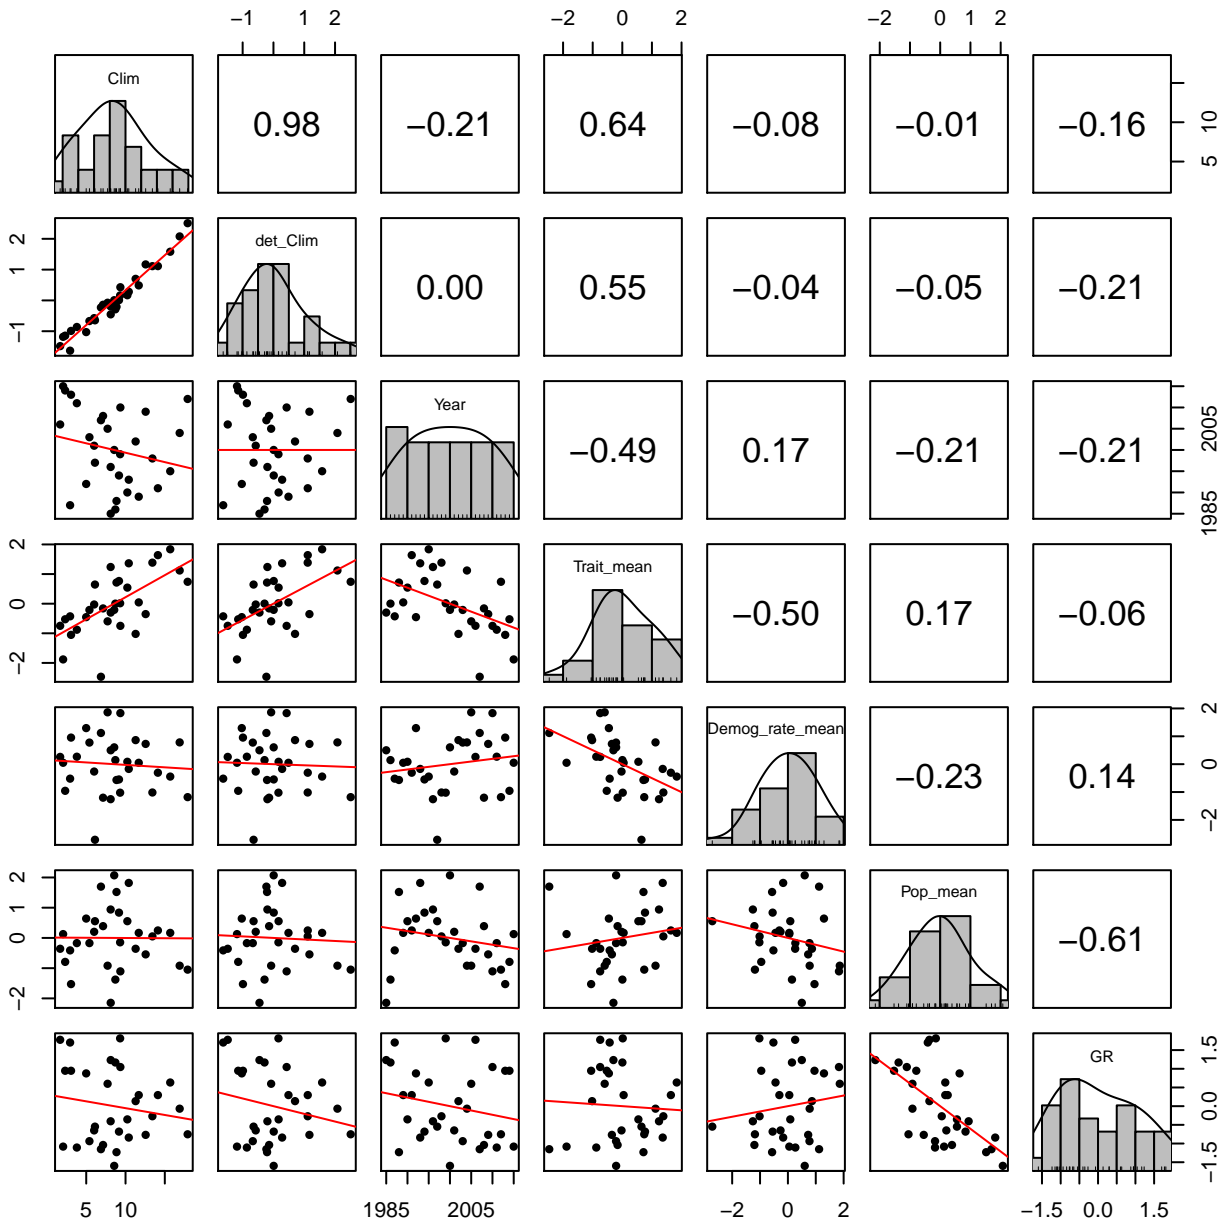 −1 1 2 −2 0 2 −2 0 1 2
Clim 0.98 −0.21 0.64 −0.08 −0.01 −0.16 5 10
2 1 −1 det_Clim 0.00 0.55 −0.04 −0.05 −0.21
Year −0.49 0.17 −0.21 −0.21 1985 2005
2 0 −2 Trait_mean −0.50 0.17 −0.06
Demog_rate_mean −0.23 0.14 −2 0 2
2 1 0 −2 Pop_mean −0.61
GR −1.5 0.0 1.5
5 10 1985 2005 −2 0 2 −1.5 0.0 1.5